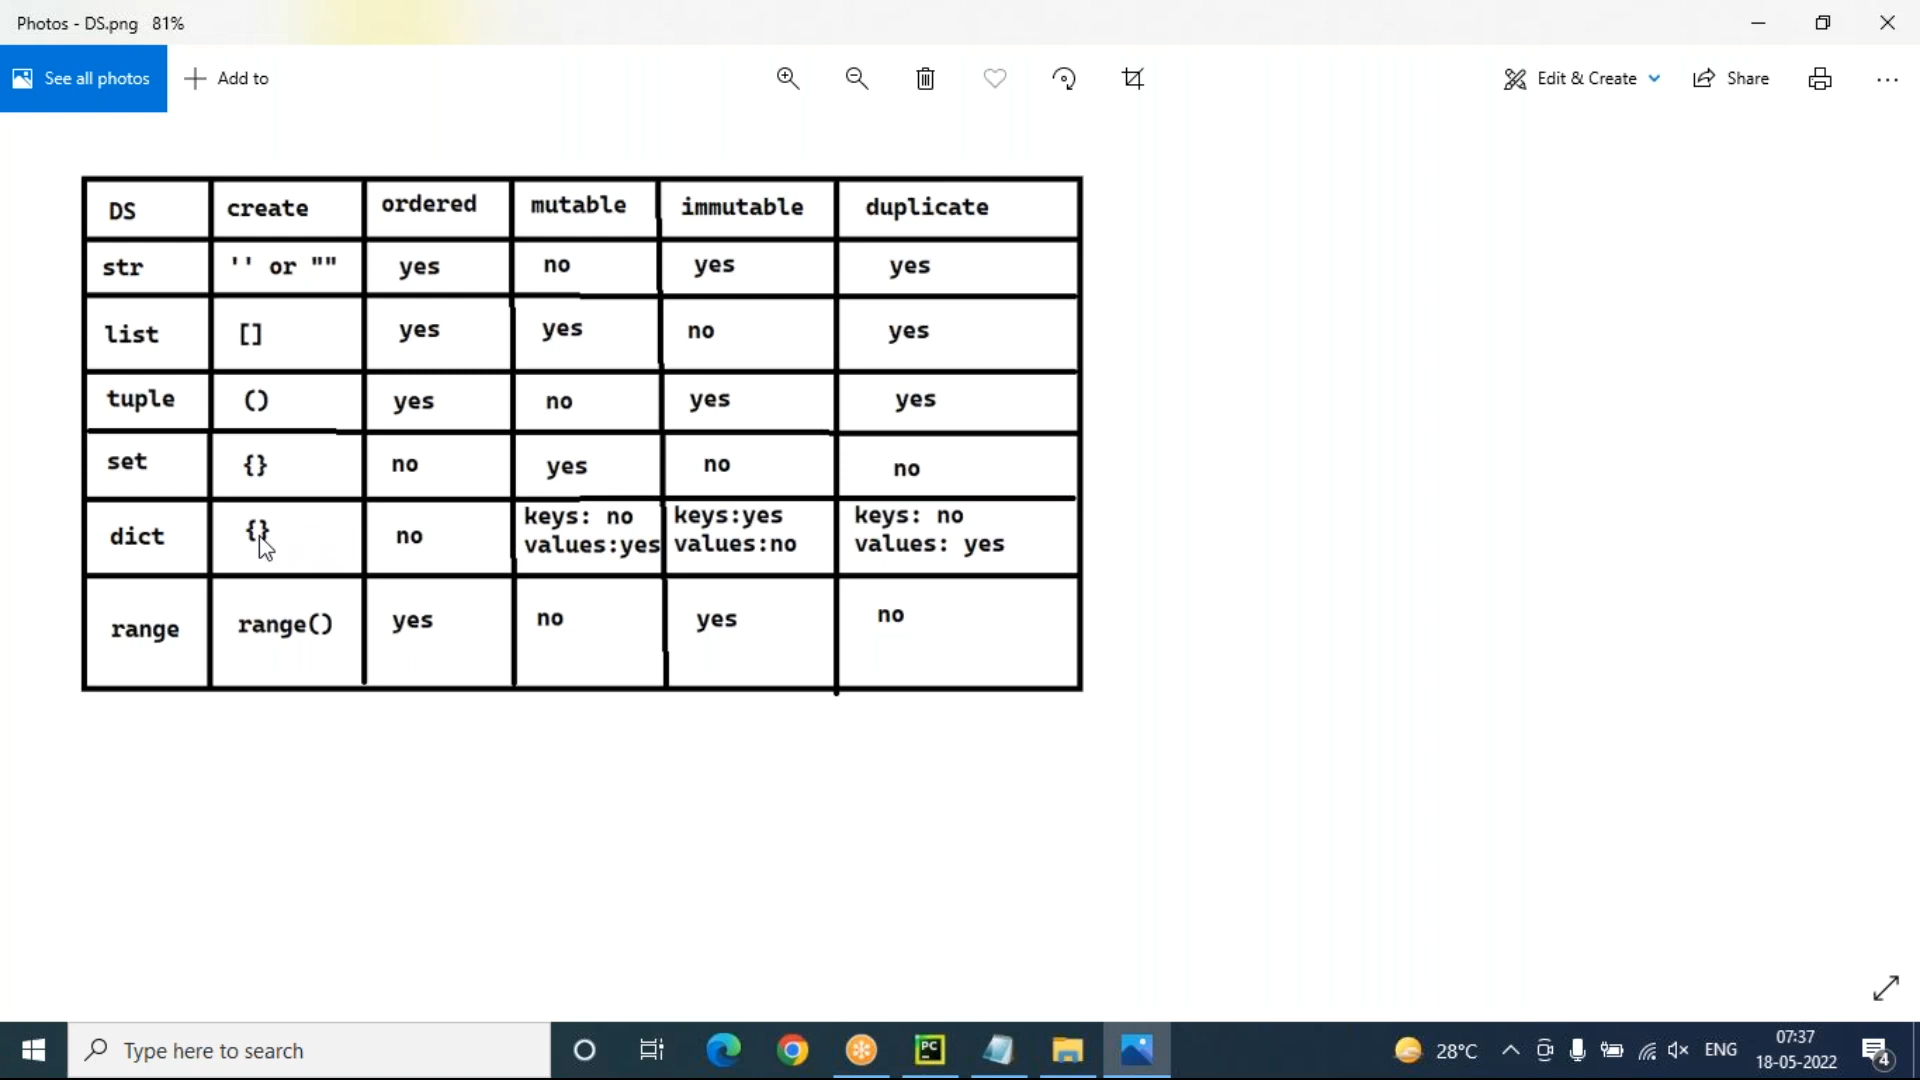 Photos - DS.png 81%
See all photos Add to Edit & Create Share
DS create ordered mutable immutable duplicate
str '' or "" yes no yes yes
list [] yes yes no yes
tuple () yes no yes yes
set {} no yes no no
dict {} no keys: no keys:yes keys: no
values:yes values:no values: yes
range range() yes no yes no
Type here to search PC 28°C ENG 07:37
18-05-2022 4